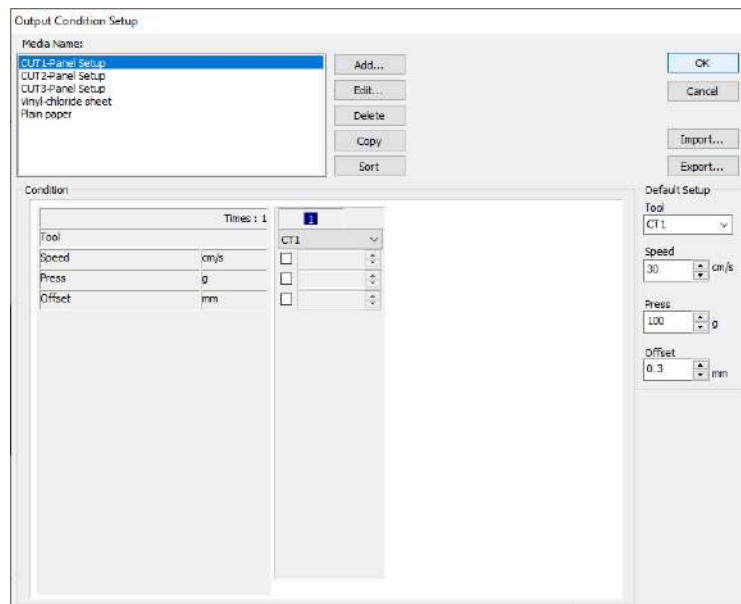 Output Condition Setup
Media Name:
CUT1-Panel Setup
CUT2-Panel Setup
CUT3-Panel Setup
Vinyl-chloride sheet
Plain paper
Add...
Edit...
Delete
Copy
Sort
OK
Cancel
Import...
Export...
Condition
Times : 1
1
Tool
CT1
Speed cm/s
Press g
Offset mm
Default Setup
Tool
CT1
Speed
30 cm/s
Press
100 g
Offset
0.3 mm